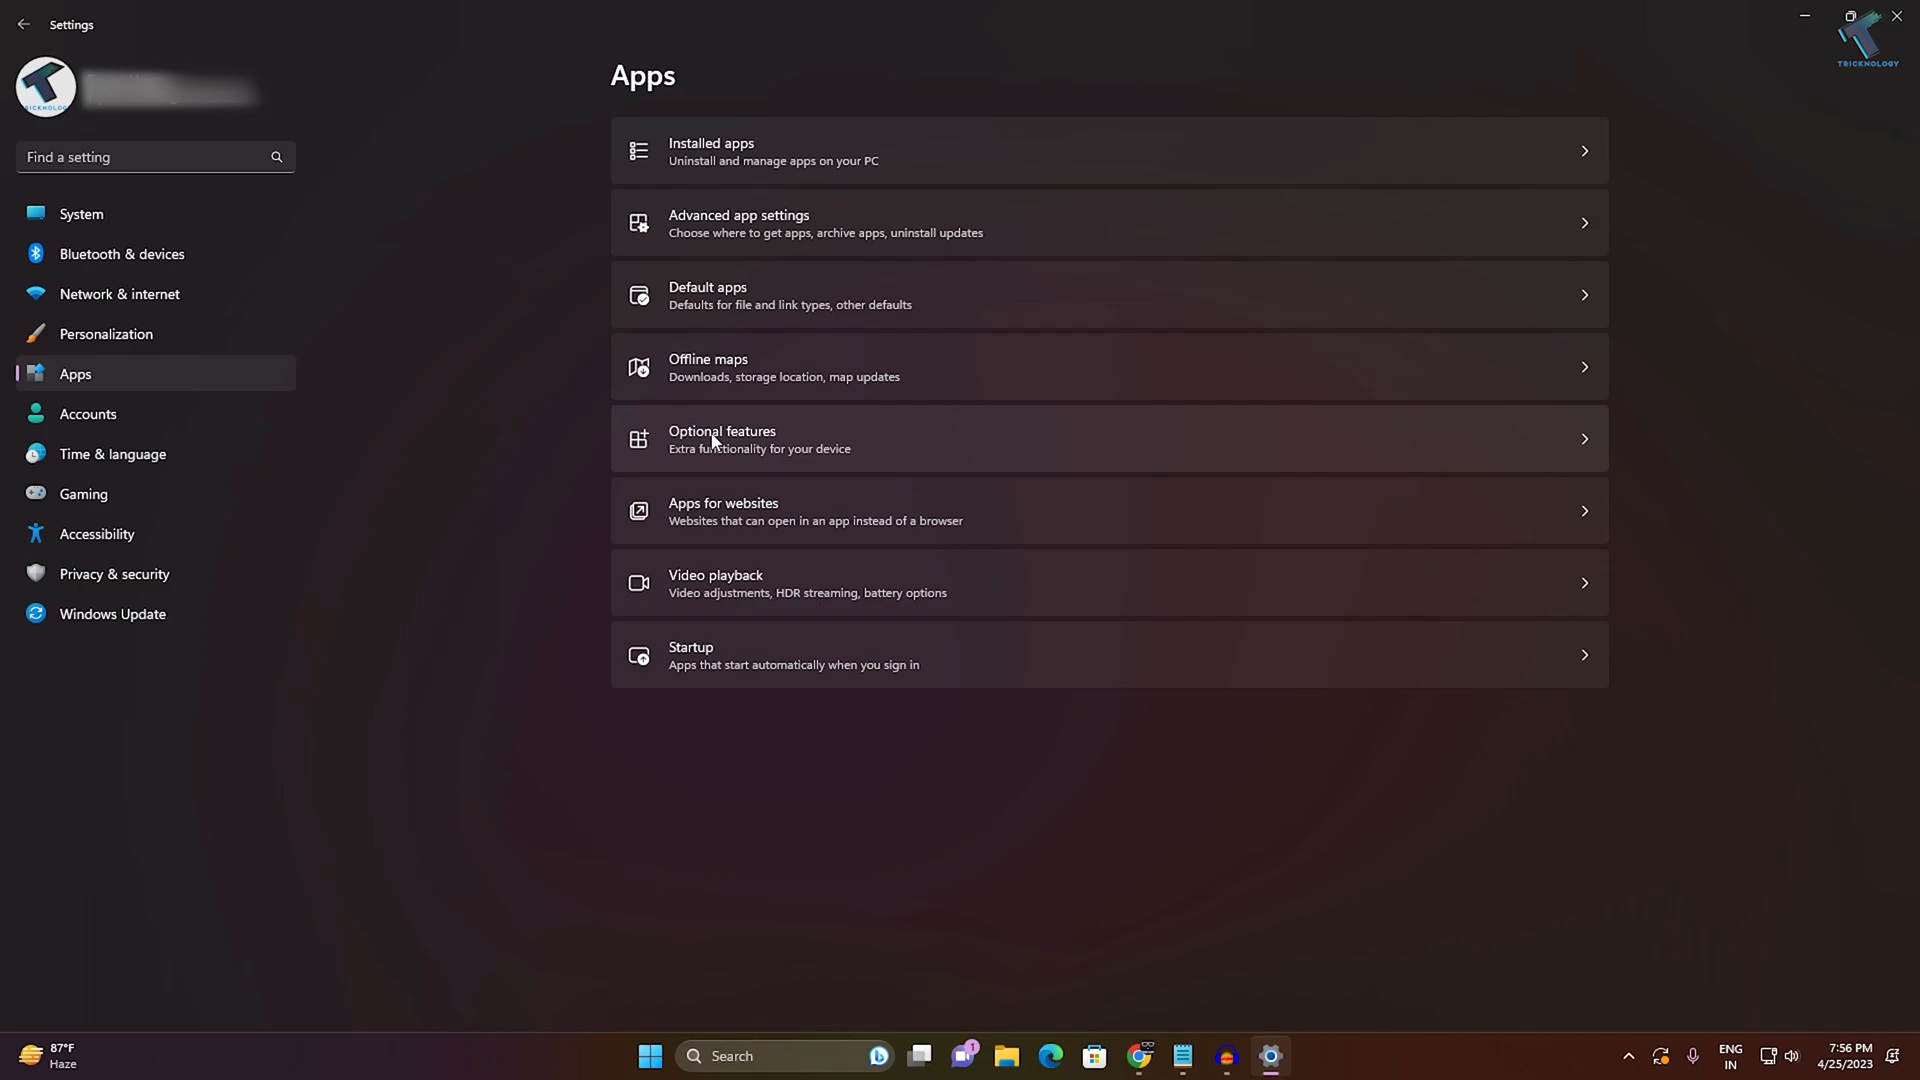 Settings
TRICKNOLOGY
Find a setting
System
Bluetooth & devices
Network & internet
Personalization
Apps
Accounts
Time & language
Gaming
Accessibility
Privacy & security
Windows Update
Apps
Installed apps
Uninstall and manage apps on your PC
Advanced app settings
Choose where to get apps, archive apps, uninstall updates
Default apps
Defaults for file and link types, other defaults
Offline maps
Downloads, storage location, map updates
Optional features
Extra functionality for your device
Apps for websites
Websites that can open in an app instead of a browser
Video playback
Video adjustments, HDR streaming, battery options
Startup
Apps that start automatically when you sign in
87°F
Haze
Search
1
ENG
IN
7:56 PM
4/25/2023